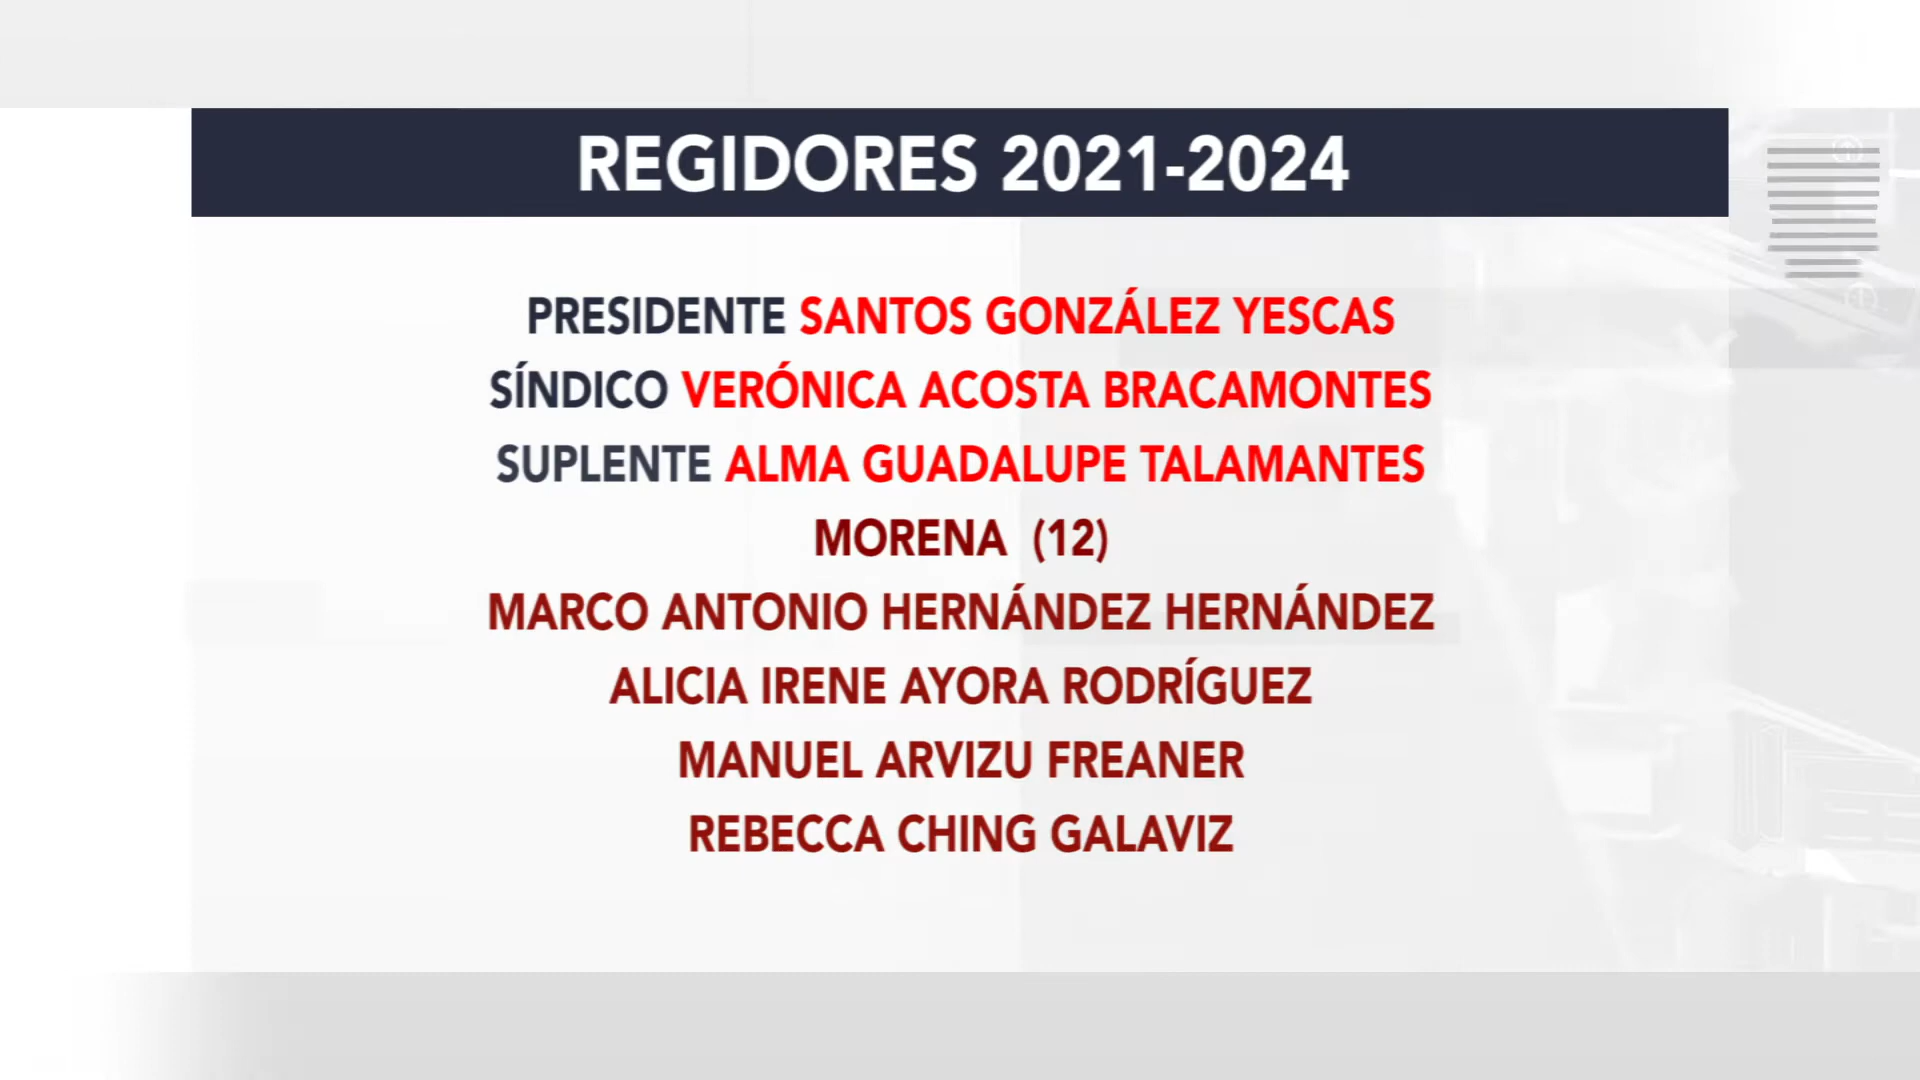 REGIDORES 2021-2024
PRESIDENTE SANTOS GONZÁLEZ YESCAS
SÍNDICO VERÓNICA ACOSTA BRACAMONTES
SUPLENTE ALMA GUADALUPE TALAMANTES
MORENA (12)
MARCO ANTONIO HERNÁNDEZ HERNÁNDEZ
ALICIA IRENE AYORA RODRÍGUEZ
MANUEL ARVIZU FREANER
REBECCA CHING GALAVIZ